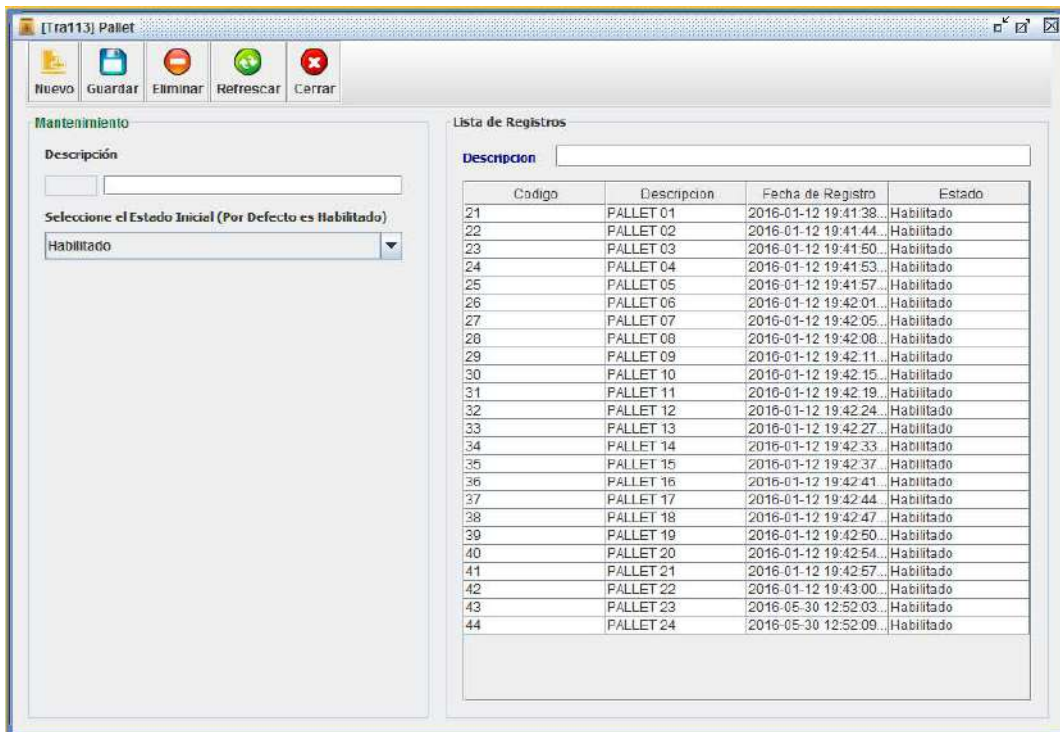 [Tra113] Pallet
Nuevo Guardar Eliminar Refrescar Cerrar
Mantenimiento
Descripción
Seleccione el Estado Inicial (Por Defecto es Habilitado)
Habilitado
Lista de Registros
Descripcion
Codigo Descripcion Fecha de Registro Estado
21 PALLET 01 2016-01-12 19:41:38... Habilitado
22 PALLET 02 2016-01-12 19:41:44... Habilitado
23 PALLET 03 2016-01-12 19:41:50... Habilitado
24 PALLET 04 2016-01-12 19:41:53... Habilitado
25 PALLET 05 2016-01-12 19:41:57... Habilitado
26 PALLET 06 2016-01-12 19:42:01... Habilitado
27 PALLET 07 2016-01-12 19:42:05... Habilitado
28 PALLET 08 2016-01-12 19:42:08... Habilitado
29 PALLET 09 2016-01-12 19:42:11... Habilitado
30 PALLET 10 2016-01-12 19:42:15... Habilitado
31 PALLET 11 2016-01-12 19:42:19... Habilitado
32 PALLET 12 2016-01-12 19:42:24... Habilitado
33 PALLET 13 2016-01-12 19:42:27... Habilitado
34 PALLET 14 2016-01-12 19:42:33... Habilitado
35 PALLET 15 2016-01-12 19:42:37... Habilitado
36 PALLET 16 2016-01-12 19:42:41... Habilitado
37 PALLET 17 2016-01-12 19:42:44... Habilitado
38 PALLET 18 2016-01-12 19:42:47... Habilitado
39 PALLET 19 2016-01-12 19:42:50... Habilitado
40 PALLET 20 2016-01-12 19:42:54... Habilitado
41 PALLET 21 2016-01-12 19:42:57... Habilitado
42 PALLET 22 2016-01-12 19:43:00... Habilitado
43 PALLET 23 2016-05-30 12:52:03... Habilitado
44 PALLET 24 2016-05-30 12:52:09... Habilitado